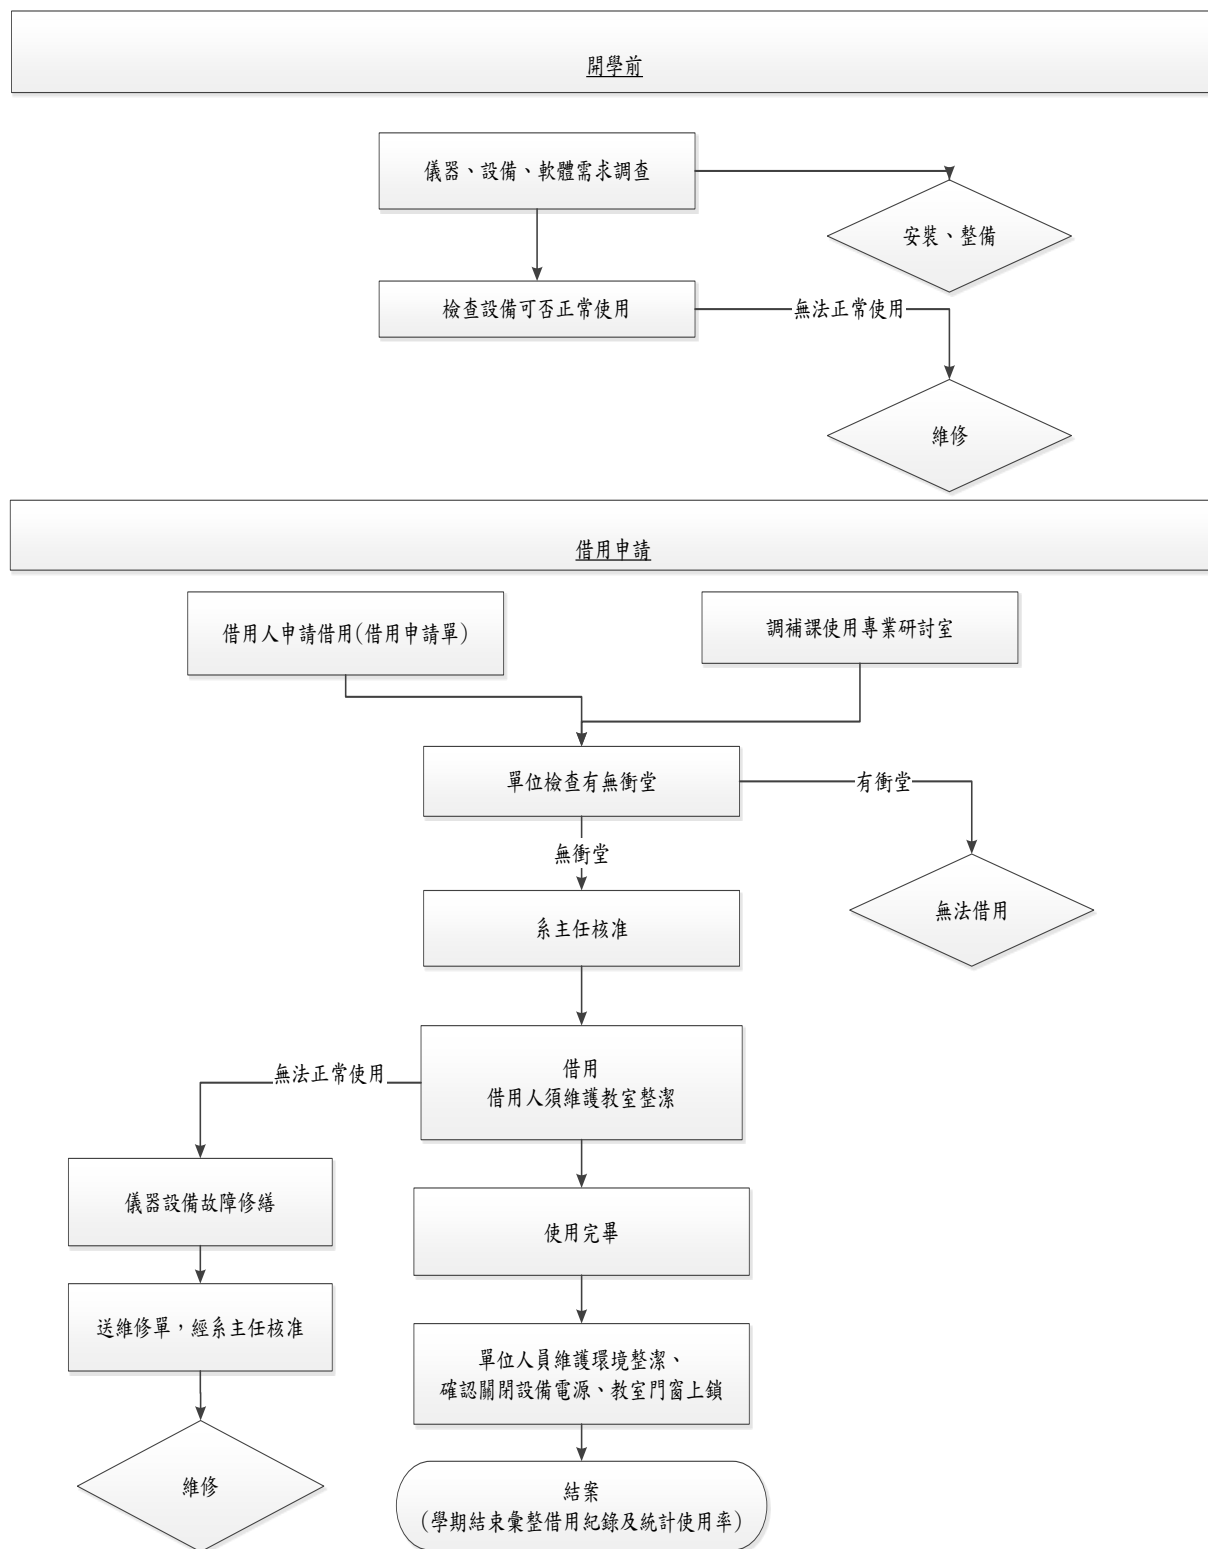 開學前
儀器、設備、軟體需求調查
安裝、整備
檢查設備可否正常使用
無法正常使用
維修
借用申請
借用人申請借用(借用申請單)
調補課使用專業研討室
單位檢查有無衝堂
有衝堂
無衝堂
無法借用
系主任核准
借用
借用人須維護教室整潔
無法正常使用
儀器設備故障修繕
使用完畢
送維修單，經系主任核准
單位人員維護環境整潔、
確認關閉設備電源、教室門窗上鎖
維修
結案
(學期結束彙整借用紀錄及統計使用率)